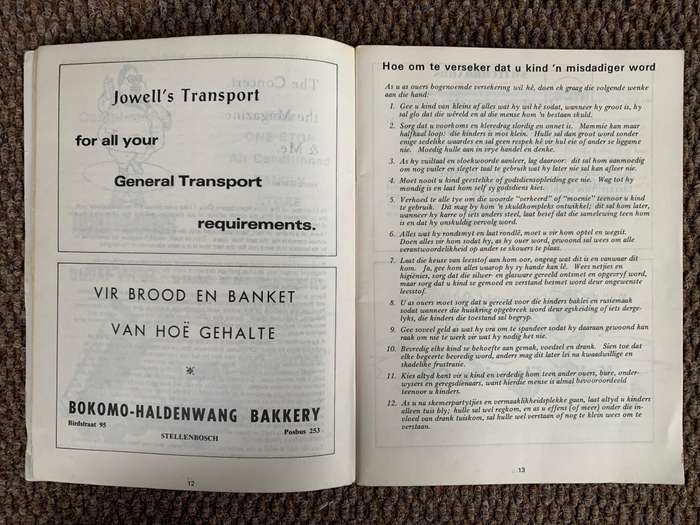 Jowell's Transport
for all your
General Transport
requirements.
VIR BROOD EN BANKET
VAN HOË GEHALTE
BOKOMO-HALDENWANG BAKKERY
Birdstraat 95
Posbus 253
STELLENBOSCH
12
Hoe om te verseker dat u kind 'n misdadiger word
As u as ouers bogenoemde versekering wil hê, doen ek graag die volgende wenke
aan die hand:
1. Gee u kind van kleins af alles wat hy wil hê sodat, wanneer hy groot is, hy
sal glo dat die wêreld en al die mense hom 'n bestaan skuld.
2. Sorg dat u voorkoms en kleredrag slordig en onnet is. Mammie kan maar
halfkaal loop: die kinders is mos klein. Hulle sal dan groot word sonder
enige sedelike waardes en sal geen respek hê vir hul eie of ander se liggame
nie. Moedig hulle aan in vrye handel en denke.
3. As hy vuiltaal en vloekwoorde aanleer, lag daaroor: dit sal hom aanmoedig
om nog vuiler en slegter taal te gebruik wat hy later nie sal kan afleer nie.
4. Moet nooit u kind geestelike of godsdiensopleiding gee nie. Wag tot hy
mondig is en laat hom self sy godsdiens kies.
5. Verhoed te alle tye om die woorde "verkeerd" of "moenie" teenoor u kind
te gebruik. Dit mag by hom 'n skuldkompleks ontwikkel; dit sal hom later,
wanneer hy karre of iets anders steel, laat besef dat die samelewing teen hom
is en dat hy onskuldig vervolg word.
6. Alles wat hy rondsmyt en laat rondlê, moet u vir hom optel en wegsit.
Doen alles vir hom sodat hy, as hy ouer word, gewoond sal wees om alle
verantwoordelikheid op ander se skouers te plaas.
7. Laat die keuse van leesstof aan hom oor, ongeag wat dit is en vanwaar dit
kom. Ja, gee hom alles waarop hy sy hande kan lê. Wees netjies en
higiënies, sorg dat die silwer- en glasware gereeld ontsmet en opgevryf word,
maar sorg dat u kind se gemoed en verstand besmet word deur ongewenste
leesstof.
8. U as ouers moet sorg dat u gereeld voor die kinders baklei en rusiemaak
sodat wanneer die huiskring opgebreek word deur egskeiding of iets derge-
lyks, die kinders die toestand sal begryp.
9. Gee soveel geld as wat hy vra om te spandeer sodat hy daaraan gewoond kan
raak om nie te werk vir wat hy nodig het nie.
10. Bevredig elke kind se behoefte aan gemak, voedsel en drank. Sien toe dat
elke begeerte bevredig word, anders mag dit later lei na kwaadwillige en
skadelike frustrasie.
11. Kies altyd kant vir u kind en verdedig hom teen ander ouers, bure, onder-
wysers en geregsdienaars, want hierdie mense is almal bevooroordeeld
teenoor u kinders.
12. As u na skemerpartytjies en vermaaklikheidsplekke gaan, laat altyd u kinders
alleen tuis bly; hulle sal wel regkom, en as u effens (of meer) onder die in-
vloed van drank tuiskom, sal hulle wel verstaan of nog te klein wees om te
verstaan.
13